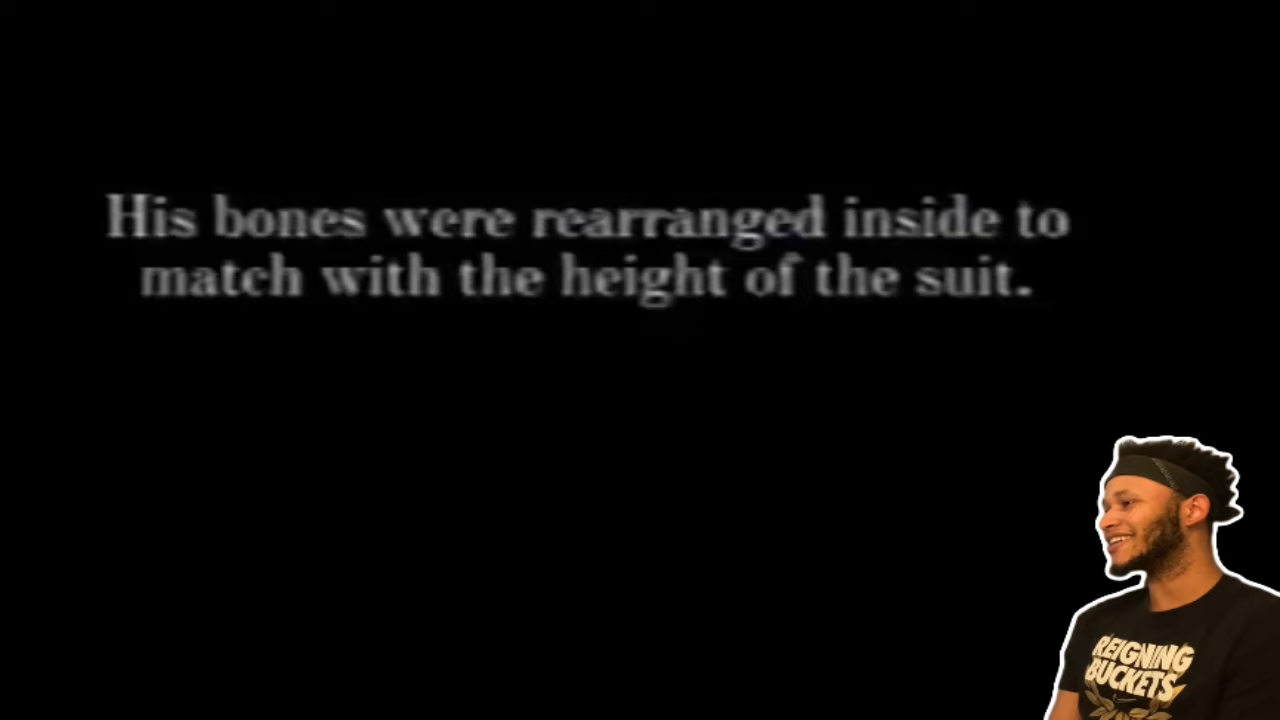 His bones were rearranged inside to
match with the height of the suit.
REIGNING
BUCKETS